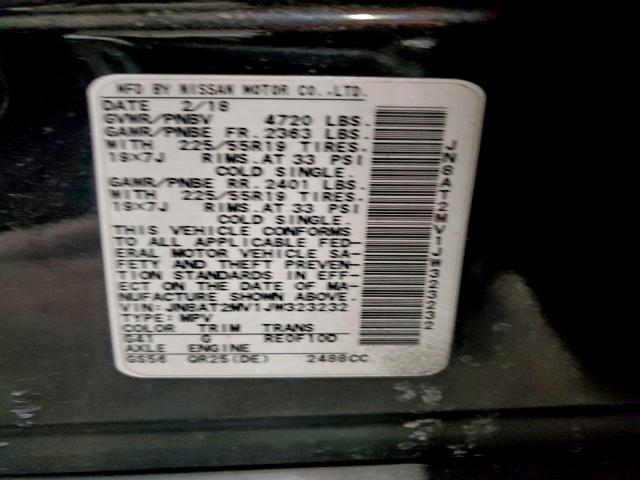 MFD BY NISSAN MOTOR CO.,LTD.
DATE 2/18
GVWR/PNBV 4720 LBS.
GAWR/PNBE FR. 2363 LBS.
WITH 225/55R19 TIRES.
19×7J RIMS.AT 33 PSI
COLD SINGLE.
GAWR/PNBE RR. 2401 LBS.
WITH 225/55R19 TIRES.
19×7J RIMS.AT 33 PSI
COLD SINGLE.
THIS VEHICLE CONFORMS
TO ALL APPLICABLE FED-
ERAL MOTOR VEHICLE SA-
FETY AND THEFT PREVEN-
TION STANDARDS IN EFF-
ECT ON THE DATE OF MA-
NUFACTURE SHOWN ABOVE.
VIN: JN8AT2MV1JW323232
TYPE: MPV
COLOR TRIM TRANS
G41 G RE0F10D
AXLE ENGINE
GS56 QR25(DE) 2488CC
JN8AT2MV1JW323232